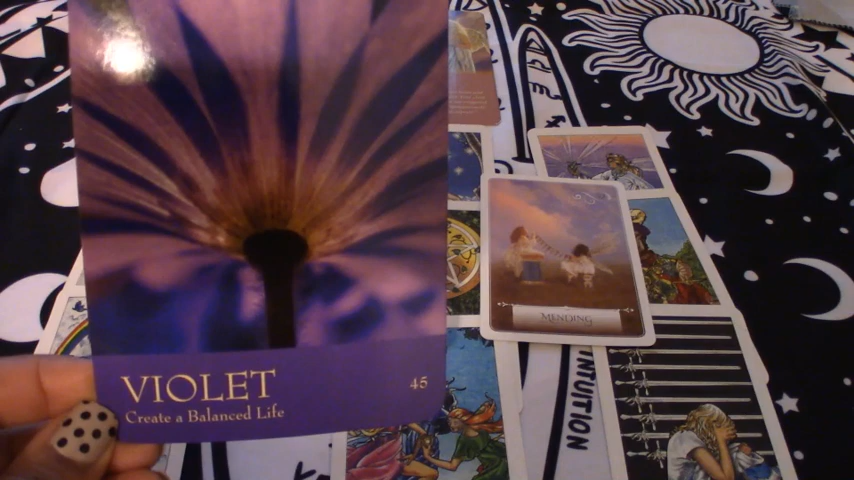 VIOLET
45
Create a Balanced Life
MENDING
INTUITION